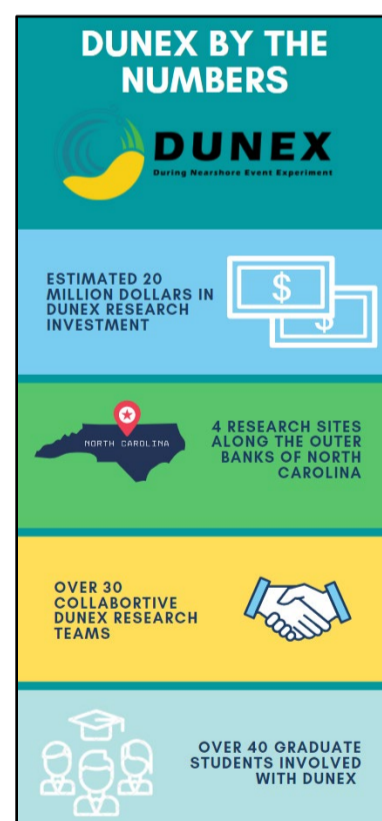 DUNEX BY THE
NUMBERS
DUNEX
During Nearshore Event Experiment
ESTIMATED 20
MILLION DOLLARS IN
DUNEX RESEARCH
INVESTMENT
$
$
NORTH CAROLINA
4 RESEARCH SITES
ALONG THE OUTER
BANKS OF NORTH
CAROLINA
OVER 30
COLLABORTIVE
DUNEX RESEARCH
TEAMS
OVER 40 GRADUATE
STUDENTS INVOLVED
WITH DUNEX